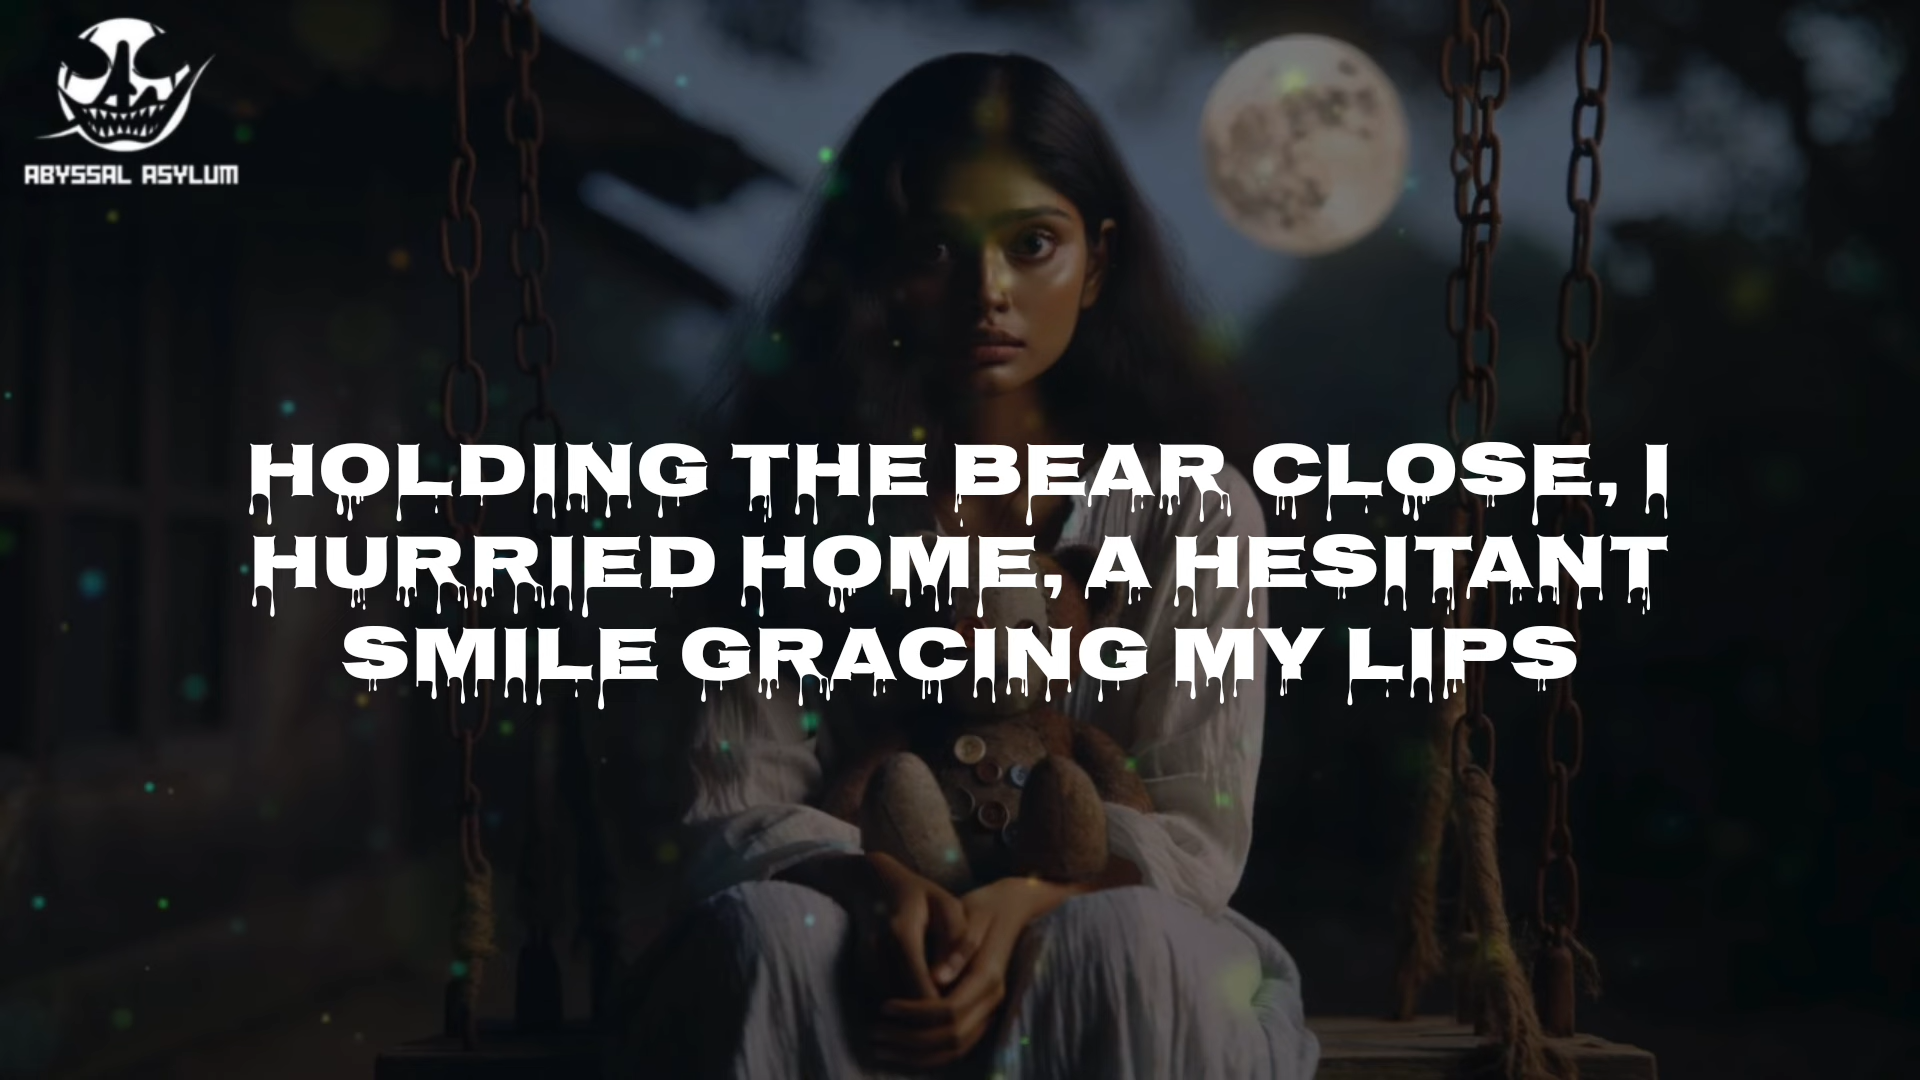 ABYSSAL ASYLUM
HOLDING THE BEAR CLOSE, I
HURRIED HOME, A HESITANT
SMILE GRACING MY LIPS